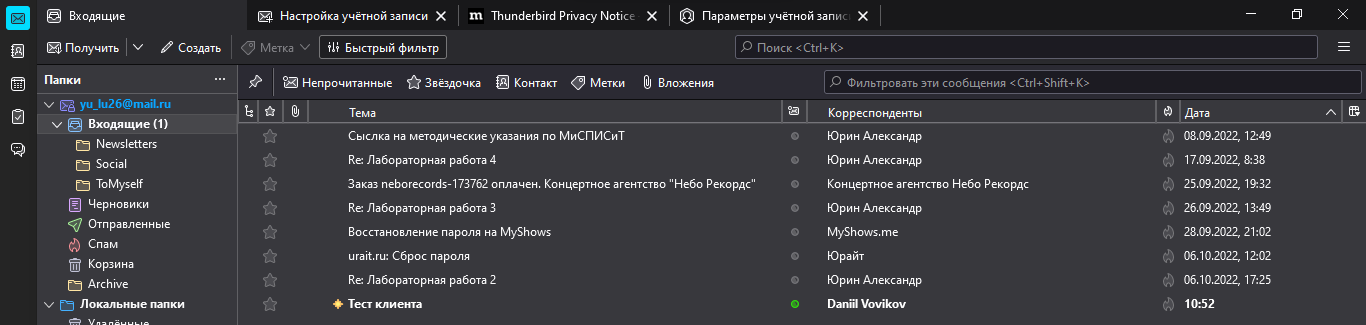 Входящие
Настройка учётной записи
Thunderbird Privacy Notice
Параметры учётной запис
Получить
Создать
Метка
Быстрый фильтр
Поиск <Ctrl+K>
Папки
Непрочитанные
Звёздочка
Контакт
Метки
Вложения
Фильтровать эти сообщения <Ctrl+Shift+K>
yu_lu26@mail.ru
Входящие (1)
Newsletters
Social
ToMyself
Черновики
Отправленные
Спам
Корзина
Archive
Локальные папки
Удалённые
Тема Корреспонденты Дата
Сыслка на методические указания по МиСПИСиТ Юрин Александр 08.09.2022, 12:49
Re: Лабораторная работа 4 Юрин Александр 17.09.2022, 8:38
Заказ neborecords-173762 оплачен. Концертное агентство "Небо Рекордс" Концертное агентство Небо Рекордс 25.09.2022, 19:32
Re: Лабораторная работа 3 Юрин Александр 26.09.2022, 13:49
Восстановление пароля на MyShows MyShows.me 28.09.2022, 21:02
urait.ru: Сброс пароля Юрайт 06.10.2022, 12:02
Re: Лабораторная работа 2 Юрин Александр 06.10.2022, 17:25
Тест клиента Daniil Vovikov 10:52